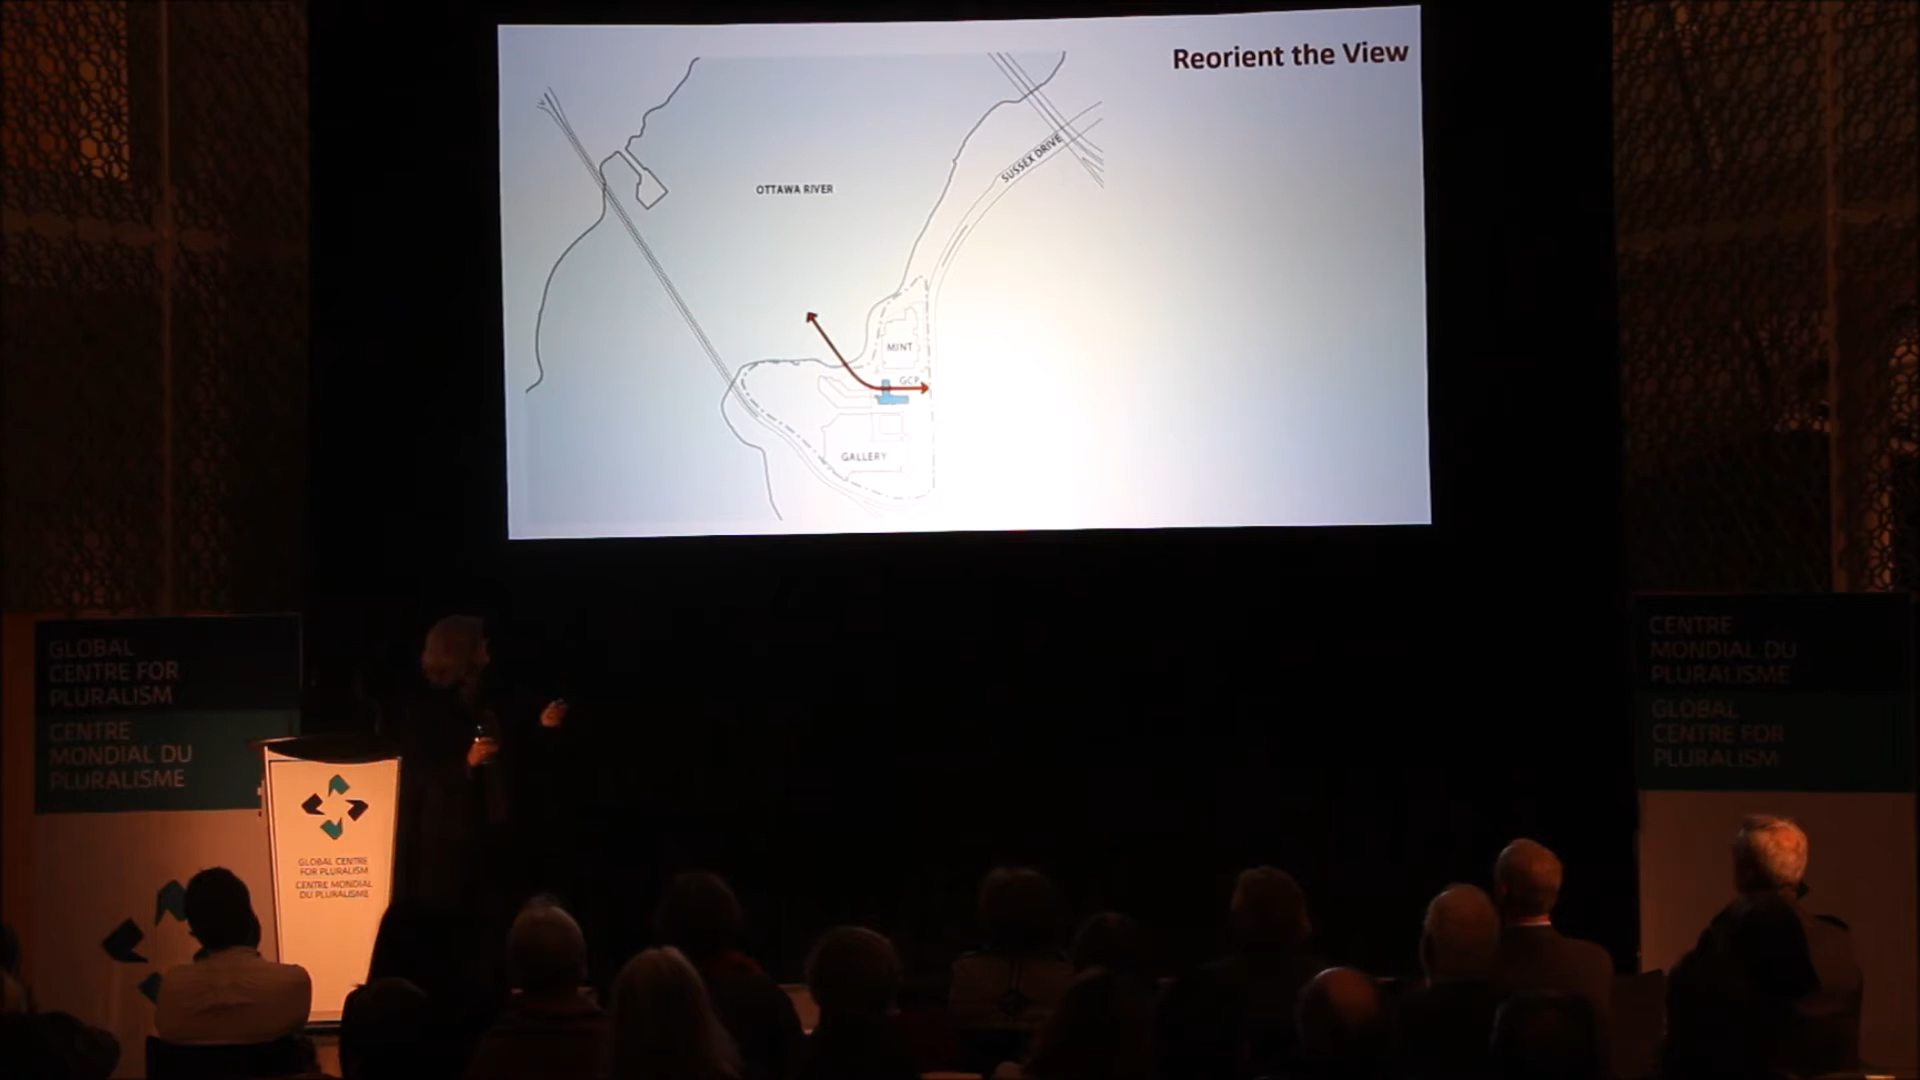 Reorient the View
OTTAWA RIVER
SUSSEX DRIVE
MINT
GCP
GALLERY
GLOBAL
CENTRE FOR
PLURALISM
CENTRE
MONDIAL DU
PLURALISME
GLOBAL CENTRE
FOR PLURALISM
CENTRE MONDIAL
DU PLURALISME
CENTRE
MONDIAL DU
PLURALISME
GLOBAL
CENTRE FOR
PLURALISM